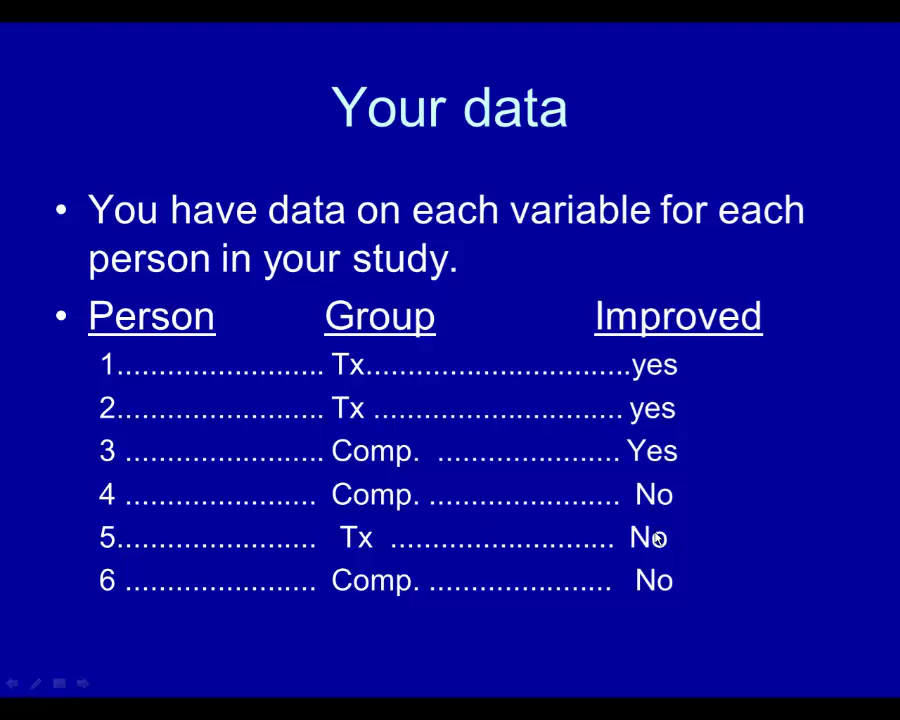 Your data
• You have data on each variable for each
person in your study.
• Person Group Improved
1......................... Tx................................yes
2......................... Tx .............................. yes
3 ........................ Comp. ...................... Yes
4 ....................... Comp. ....................... No
5........................ Tx ........................... No
6 ....................... Comp. ...................... No